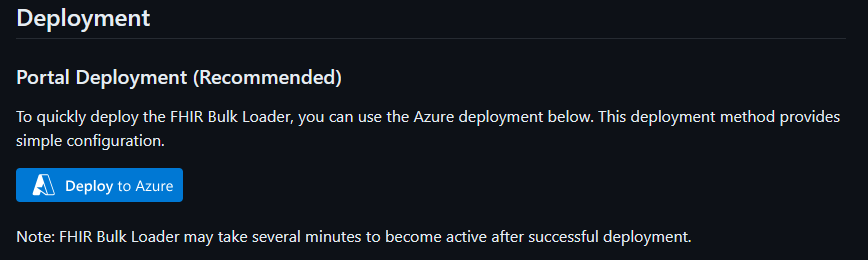 Deployment
Portal Deployment (Recommended)
To quickly deploy the FHIR Bulk Loader, you can use the Azure deployment below. This deployment method provides
simple configuration.
Deploy to Azure
Note: FHIR Bulk Loader may take several minutes to become active after successful deployment.